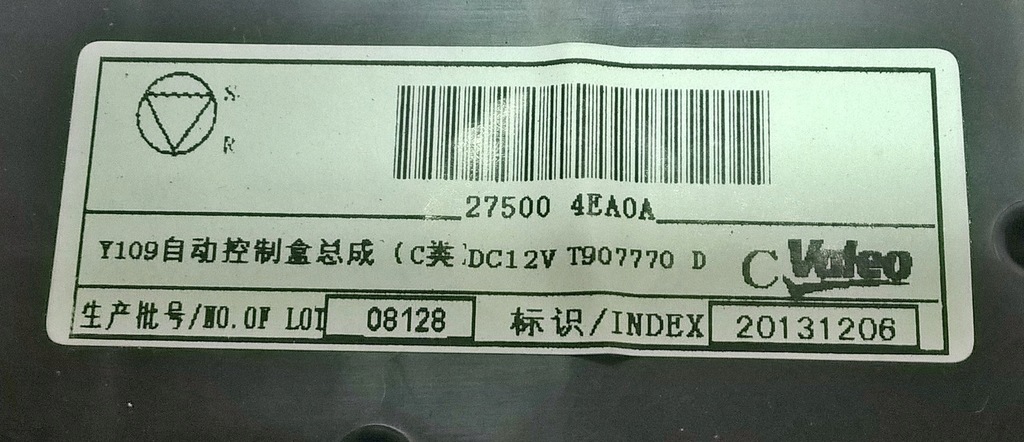 S
R
27500 4EA0A
Y109自动控制盒总成 (C类) DC12V T907770 D C Valeo
生产批号/NO.OF LOT 08128 标识/INDEX 20131206